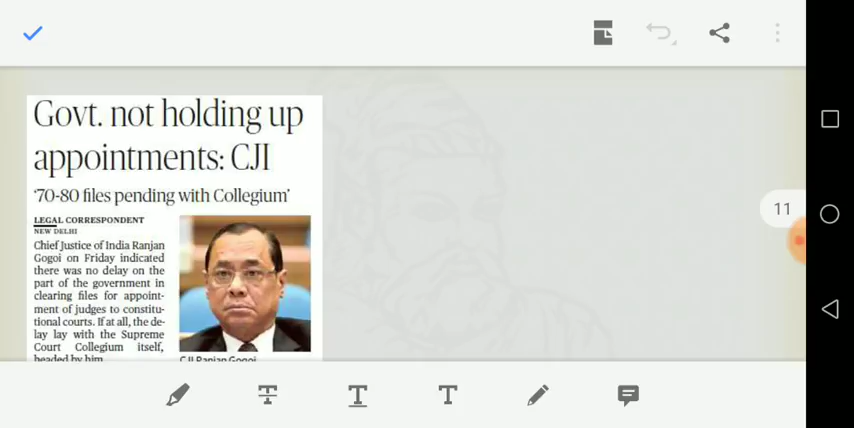 Govt. not holding up
appointments: CJI
'70-80 files pending with Collegium'
LEGAL CORRESPONDENT
NEW DELHI
Chief Justice of India Ranjan
Gogoi on Friday indicated
there was no delay on the
part of the government in
clearing files for appoint-
ment of judges to constitu-
tional courts. If at all, the de-
lay lay with the Supreme
Court Collegium itself,
headed by him.
CJI Ranjan Gogoi
11
T
T
T